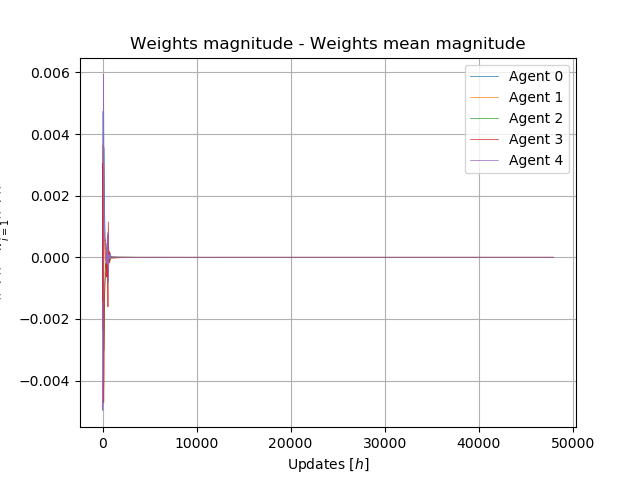 Weights magnitude - Weights mean magnitude
0.006
0.004
0.002
0.000
−0.002
−0.004
0
10000
20000
30000
40000
50000
Updates [h]
Agent 0
Agent 1
Agent 2
Agent 3
Agent 4